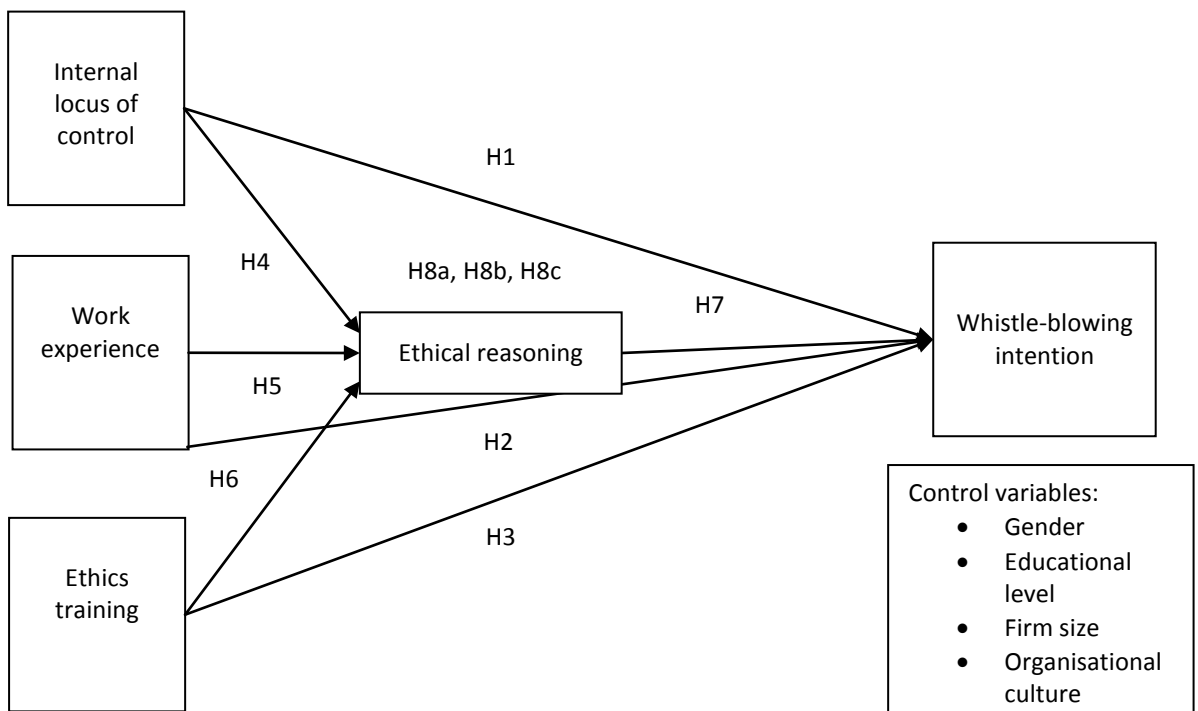 Internal
locus of
control
H1
H4
H8a, H8b, H8c
H7
Work
experience
Ethical reasoning
Whistle-blowing
intention
H5
H2
H6
H3
Ethics
training
Control variables:
• Gender
• Educational
level
• Firm size
• Organisational
culture